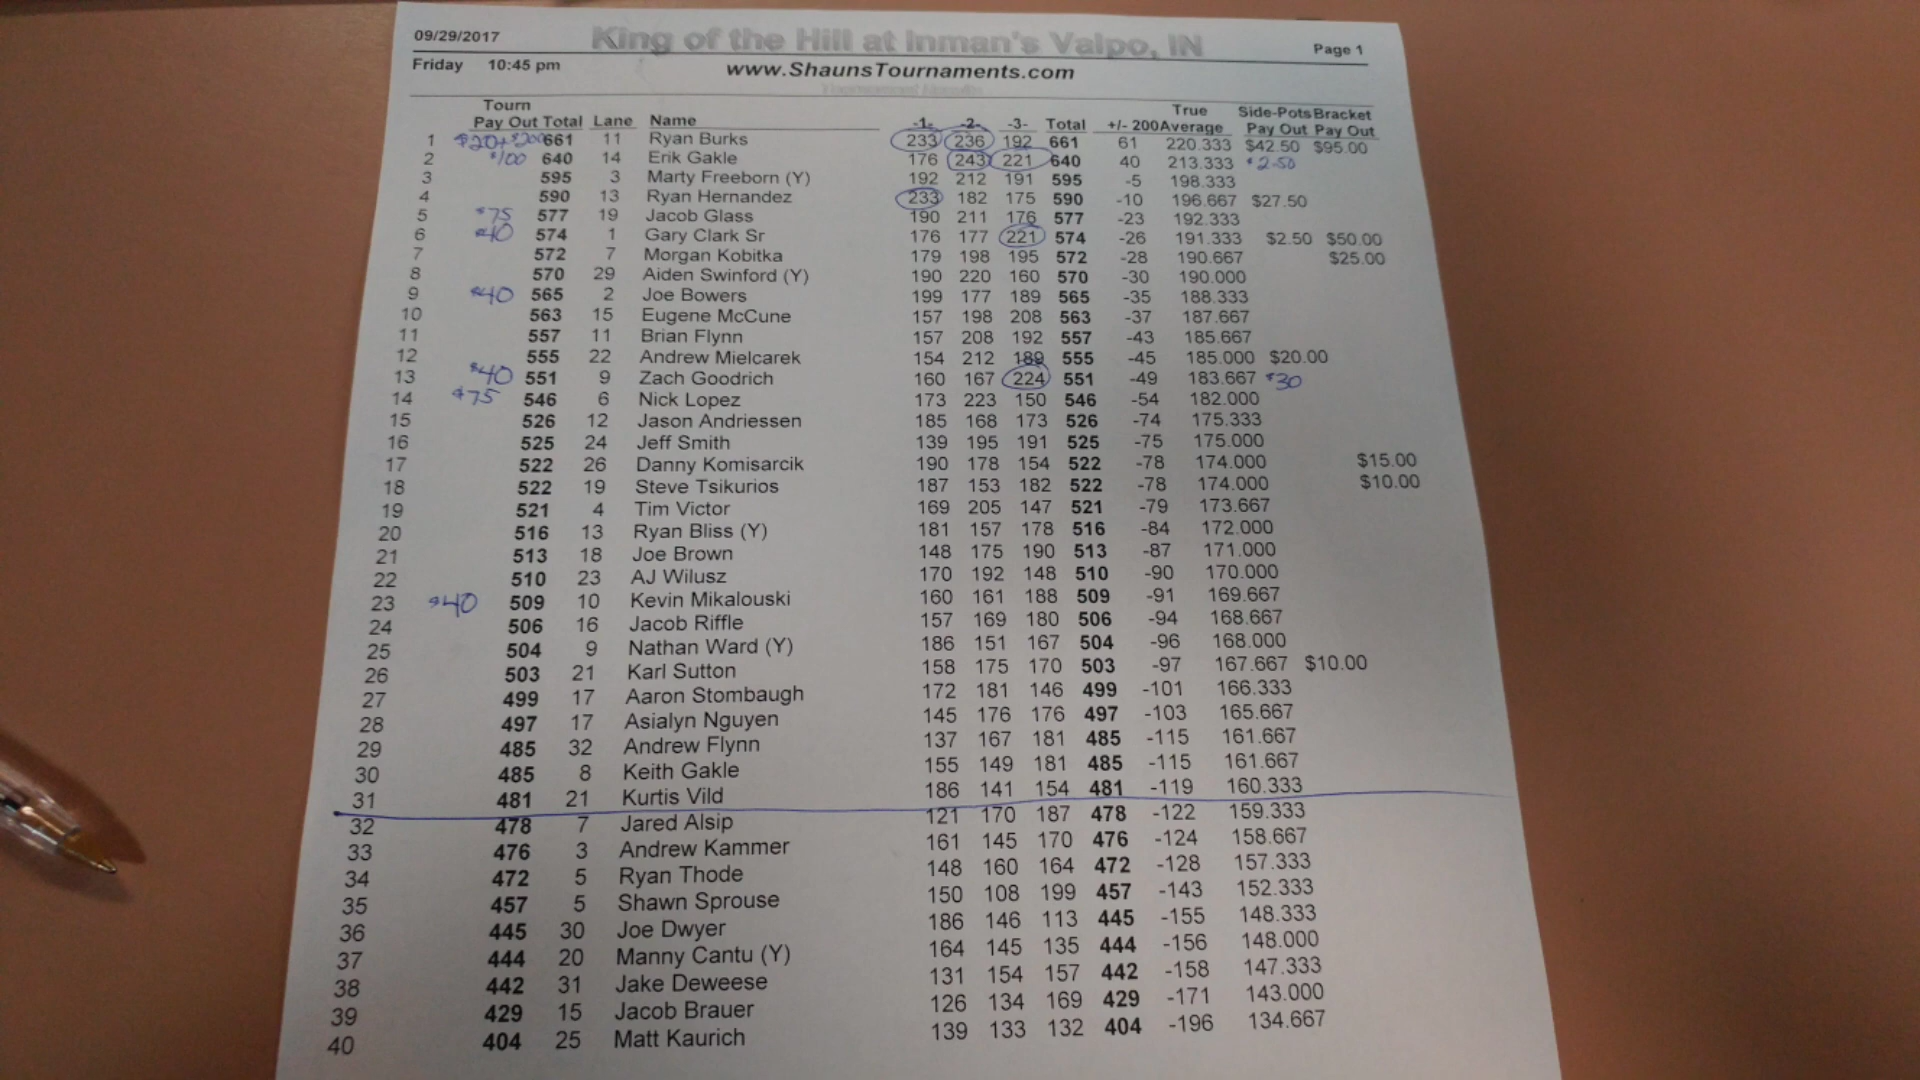 09/29/2017 King of the Hill at Inman's Valpo, IN Page 1
Friday 10:45 pm www.ShaunsTournaments.com
Tourn True Side-Pots Bracket
Pay Out Total Lane Name -1- -2- -3- Total +/- 200 Average Pay Out Pay Out
1 $20+$200 661 11 Ryan Burks 233 236 192 661 61 220.333 $42.50 $95.00
2 $100 640 14 Erik Gakle 176 243 221 640 40 213.333 $2.50
3 595 3 Marty Freeborn (Y) 192 212 191 595 -5 198.333
4 590 13 Ryan Hernandez 233 182 175 590 -10 196.667 $27.50
5 $75 577 19 Jacob Glass 190 211 176 577 -23 192.333
6 $40 574 1 Gary Clark Sr 176 177 221 574 -26 191.333 $2.50 $50.00
7 572 7 Morgan Kobitka 179 198 195 572 -28 190.667 $25.00
8 570 29 Aiden Swinford (Y) 190 220 160 570 -30 190.000
9 $40 565 2 Joe Bowers 199 177 189 565 -35 188.333
10 563 15 Eugene McCune 157 198 208 563 -37 187.667
11 557 11 Brian Flynn 157 208 192 557 -43 185.667
12 555 22 Andrew Mielcarek 154 212 189 555 -45 185.000 $20.00
13 $40 551 9 Zach Goodrich 160 167 224 551 -49 183.667 $30
14 $75 546 6 Nick Lopez 173 223 150 546 -54 182.000
15 526 12 Jason Andriessen 185 168 173 526 -74 175.333
16 525 24 Jeff Smith 139 195 191 525 -75 175.000
17 522 26 Danny Komisarcik 190 178 154 522 -78 174.000 $15.00
18 522 19 Steve Tsikurios 187 153 182 522 -78 174.000 $10.00
19 521 4 Tim Victor 169 205 147 521 -79 173.667
20 516 13 Ryan Bliss (Y) 181 157 178 516 -84 172.000
21 513 18 Joe Brown 148 175 190 513 -87 171.000
22 510 23 AJ Wilusz 170 192 148 510 -90 170.000
23 $40 509 10 Kevin Mikalouski 160 161 188 509 -91 169.667
24 506 16 Jacob Riffle 157 169 180 506 -94 168.667
25 504 9 Nathan Ward (Y) 186 151 167 504 -96 168.000
26 503 21 Karl Sutton 158 175 170 503 -97 167.667 $10.00
27 499 17 Aaron Stombaugh 172 181 146 499 -101 166.333
28 497 17 Asialyn Nguyen 145 176 176 497 -103 165.667
29 485 32 Andrew Flynn 137 167 181 485 -115 161.667
30 485 8 Keith Gakle 155 149 181 485 -115 161.667
31 481 21 Kurtis Vild 186 141 154 481 -119 160.333
32 478 7 Jared Alsip 121 170 187 478 -122 159.333
33 476 3 Andrew Kammer 161 145 170 476 -124 158.667
34 472 5 Ryan Thode 148 160 164 472 -128 157.333
35 457 5 Shawn Sprouse 150 108 199 457 -143 152.333
36 445 30 Joe Dwyer 186 146 113 445 -155 148.333
37 444 20 Manny Cantu (Y) 164 145 135 444 -156 148.000
38 442 31 Jake Deweese 131 154 157 442 -158 147.333
39 429 15 Jacob Brauer 126 134 169 429 -171 143.000
40 404 25 Matt Kaurich 139 133 132 404 -196 134.667